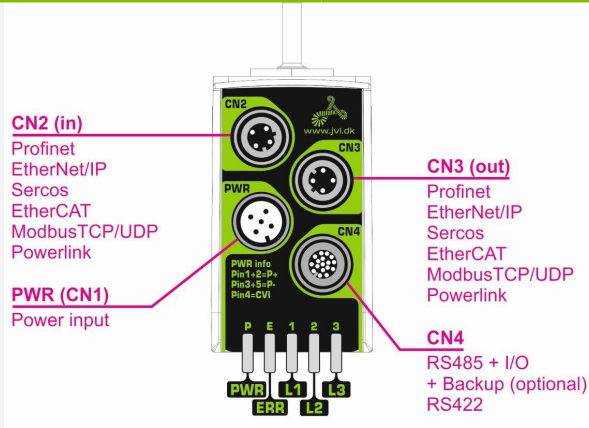 CN2 (in)
Profinet
EtherNet/IP
Sercos
EtherCAT
ModbusTCP/UDP
Powerlink
PWR (CN1)
Power input
CN2
www.jvl.dk
CN3
PWR
CN4
PWR info
Pin1+2=P+
Pin3+5=P-
Pin4=CVI
P E 1 2 3
PWR L1 L3
ERR L2
CN3 (out)
Profinet
EtherNet/IP
Sercos
EtherCAT
ModbusTCP/UDP
Powerlink
CN4
RS485 + I/O
+ Backup (optional)
RS422